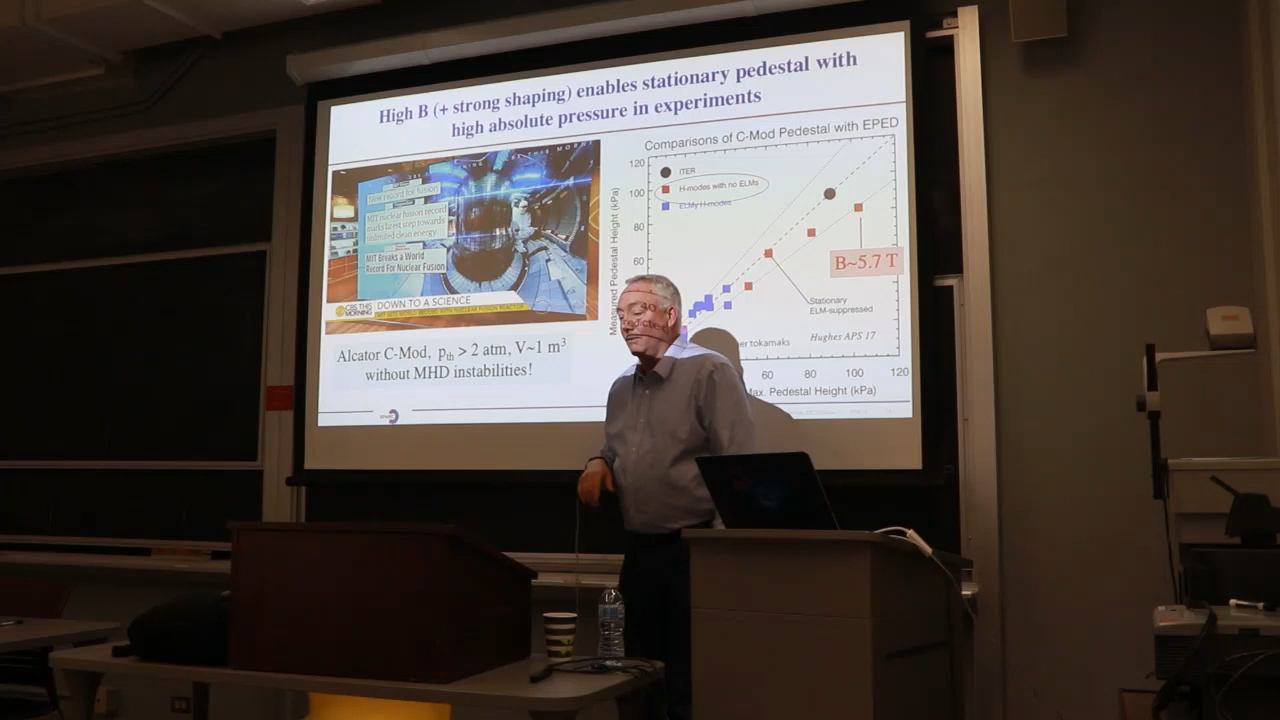 High B (+ strong shaping) enables stationary pedestal with
high absolute pressure in experiments
New record for fusion
MIT nuclear fusion record
marks latest step towards
unlimited clean energy
MIT Breaks a World
Record For Nuclear Fusion
CBS THIS
MORNING
DOWN TO A SCIENCE
Alcator C-Mod, pth > 2 atm, V~1 m³
without MHD instabilities!
Comparisons of C-Mod Pedestal with EPED
ITER
H-modes with no ELMs
ELMy H-modes
Measured Pedestal Height (kPa)
120
100
80
60
40
B~5.7 T
Stationary
ELM-suppressed
Hughes APS 17
tokamaks
60
80
100
120
Max. Pedestal Height (kPa)